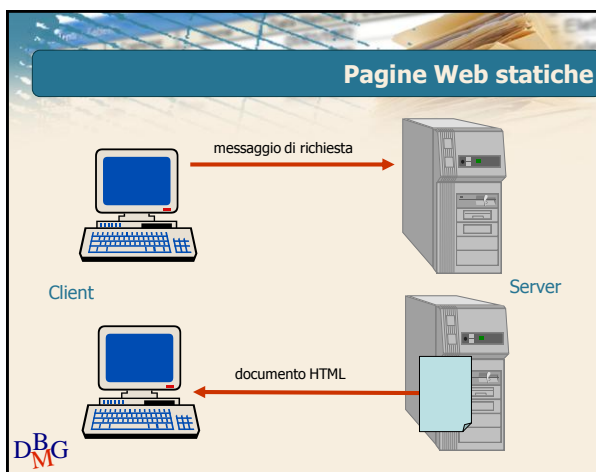 Pagine Web statiche
messaggio di richiesta
Client
Server
documento HTML
DBMG